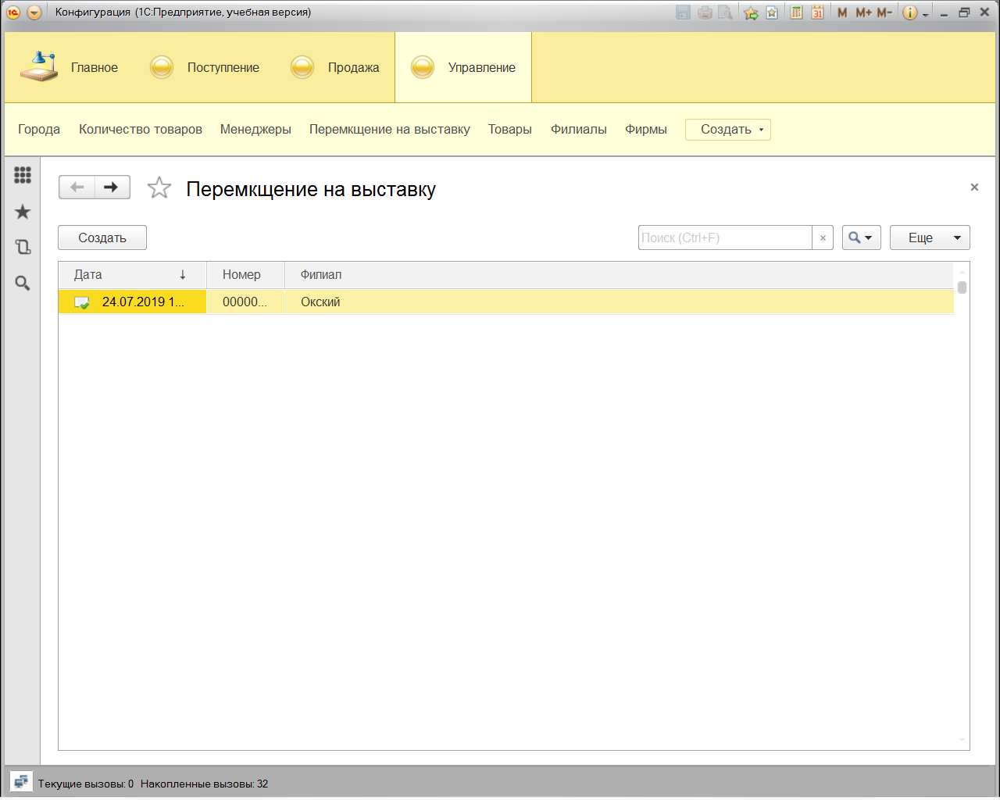 Конфигурация (1С:Предприятие, учебная версия)
31 M M+ M-
Главное Поступление Продажа Управление
Города Количество товаров Менеджеры Перемкщение на выставку Товары Филиалы Фирмы Создать
Перемкщение на выставку
Создать Поиск (Ctrl+F) Еще
Дата Номер Филиал
24.07.2019 1... 00000... Окский
Текущие вызовы: 0 Накопленные вызовы: 32